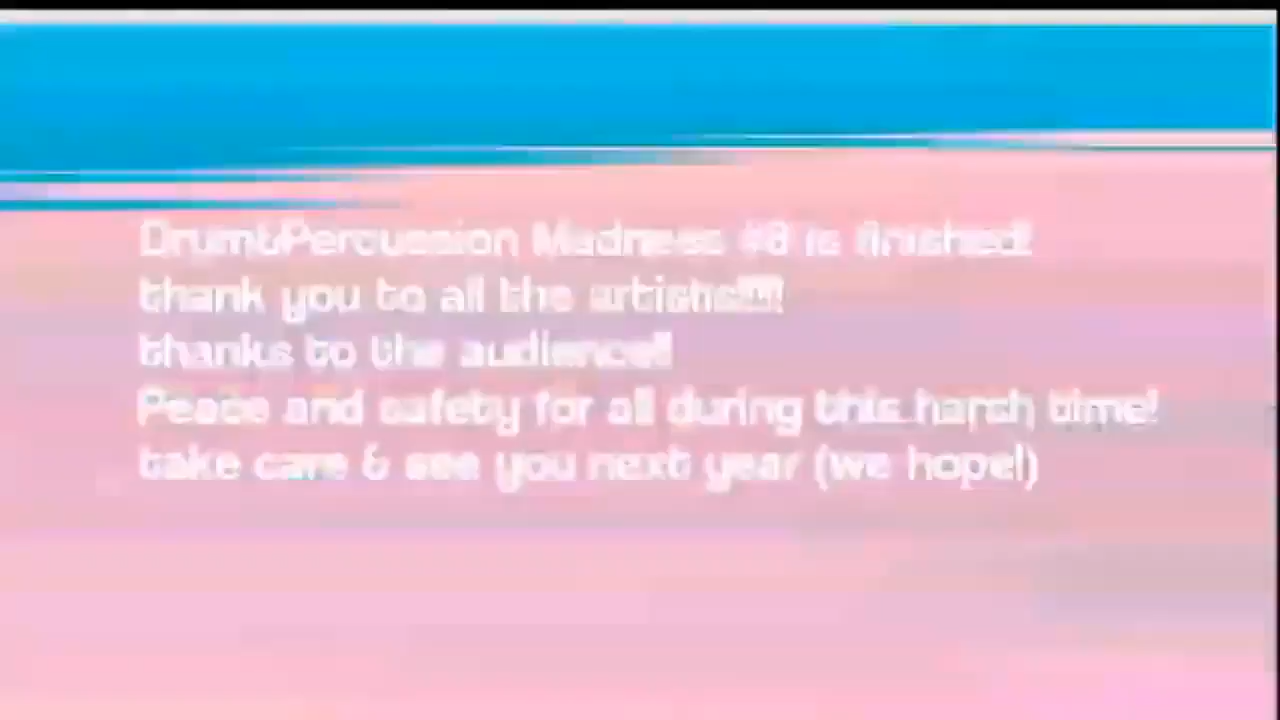 Drum&Percussion Madness #8 is finished!
thank you to all the artists!!!!!
thanks to the audience!!
Peace and safety for all during this harsh time!
take care & see you next year (we hope!)